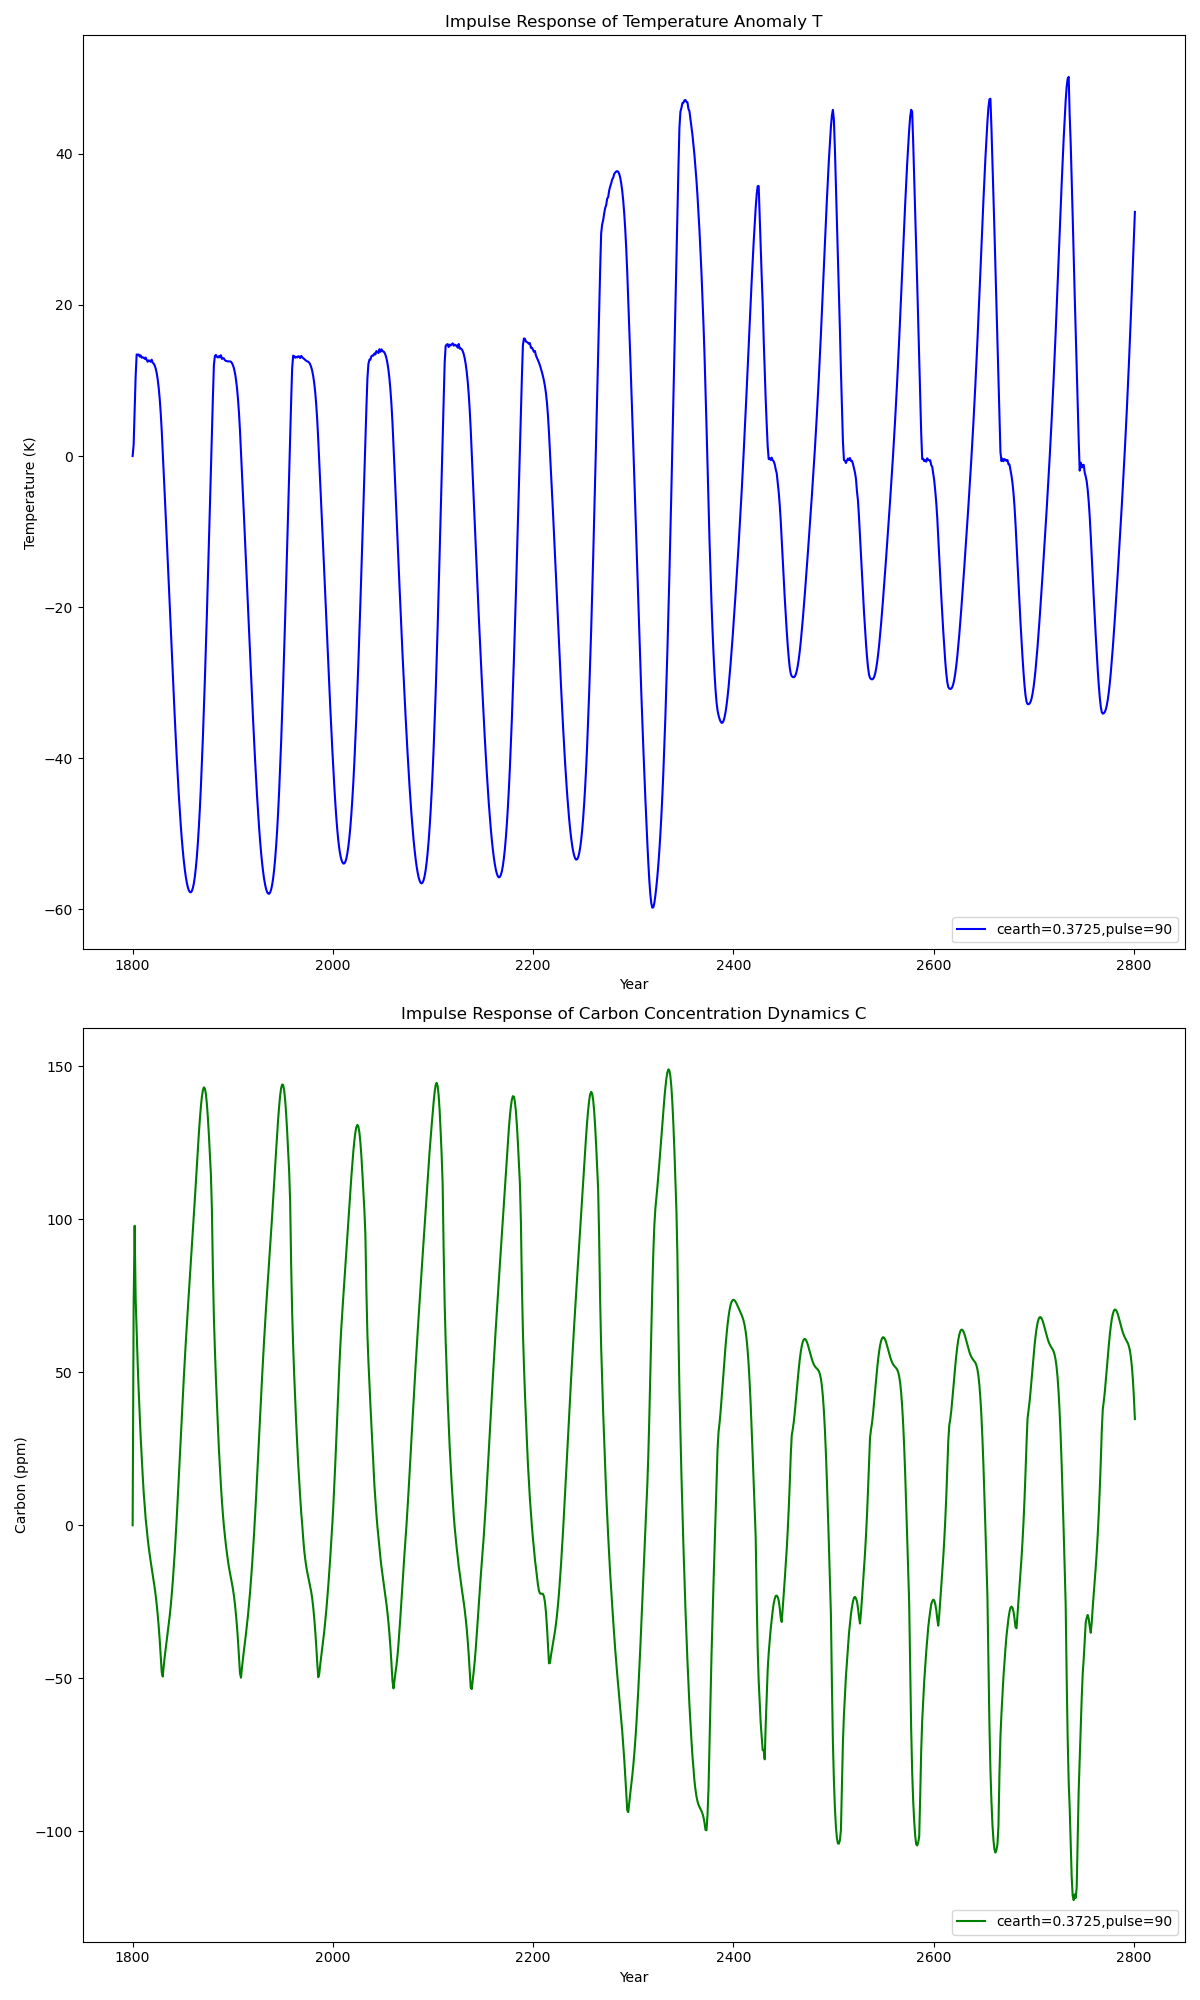 Impulse Response of Temperature Anomaly T
Temperature (K)
40
20
0
−20
−40
−60
cearth=0.3725,pulse=90
1800 2000 2200 2400 2600 2800
Year
Impulse Response of Carbon Concentration Dynamics C
Carbon (ppm)
150
100
50
0
−50
−100
cearth=0.3725,pulse=90
1800 2000 2200 2400 2600 2800
Year